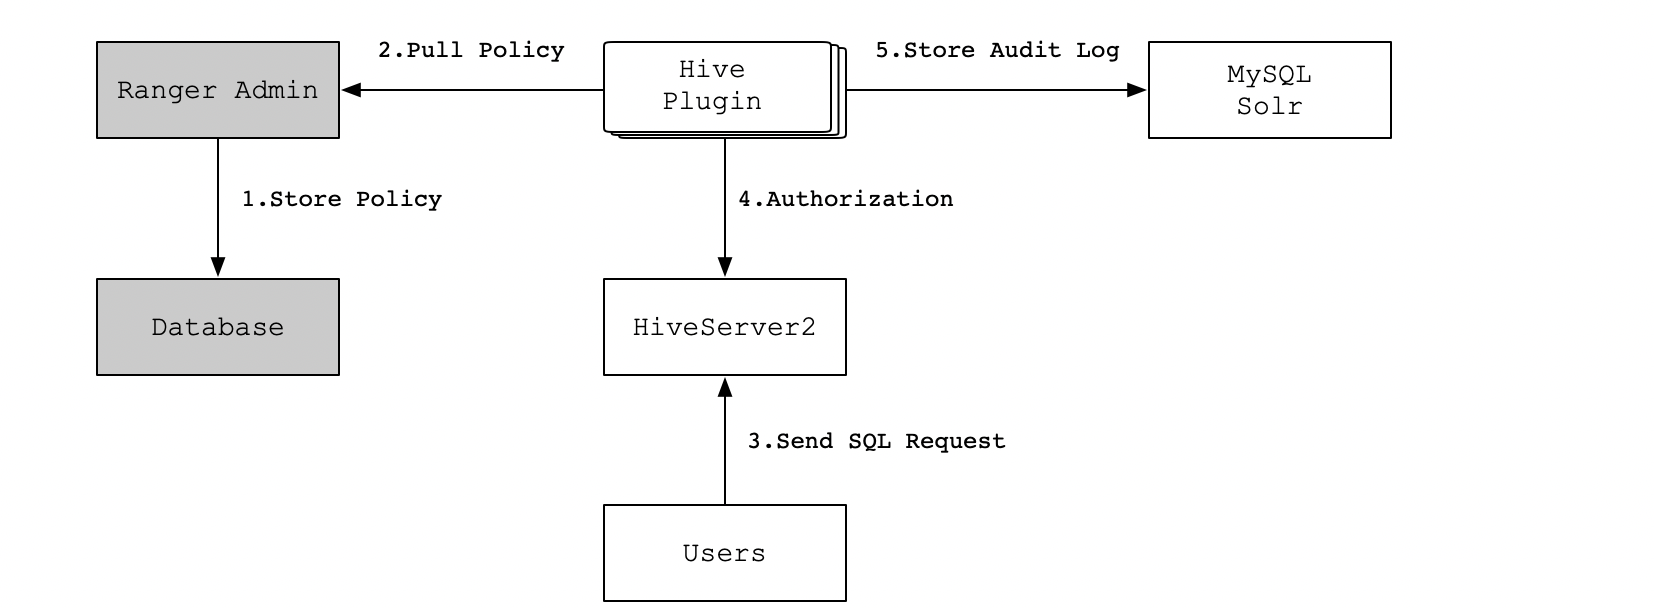 2.Pull Policy
5.Store Audit Log
Ranger Admin
Hive
Plugin
MySQL
Solr
1.Store Policy
4.Authorization
Database
HiveServer2
3.Send SQL Request
Users